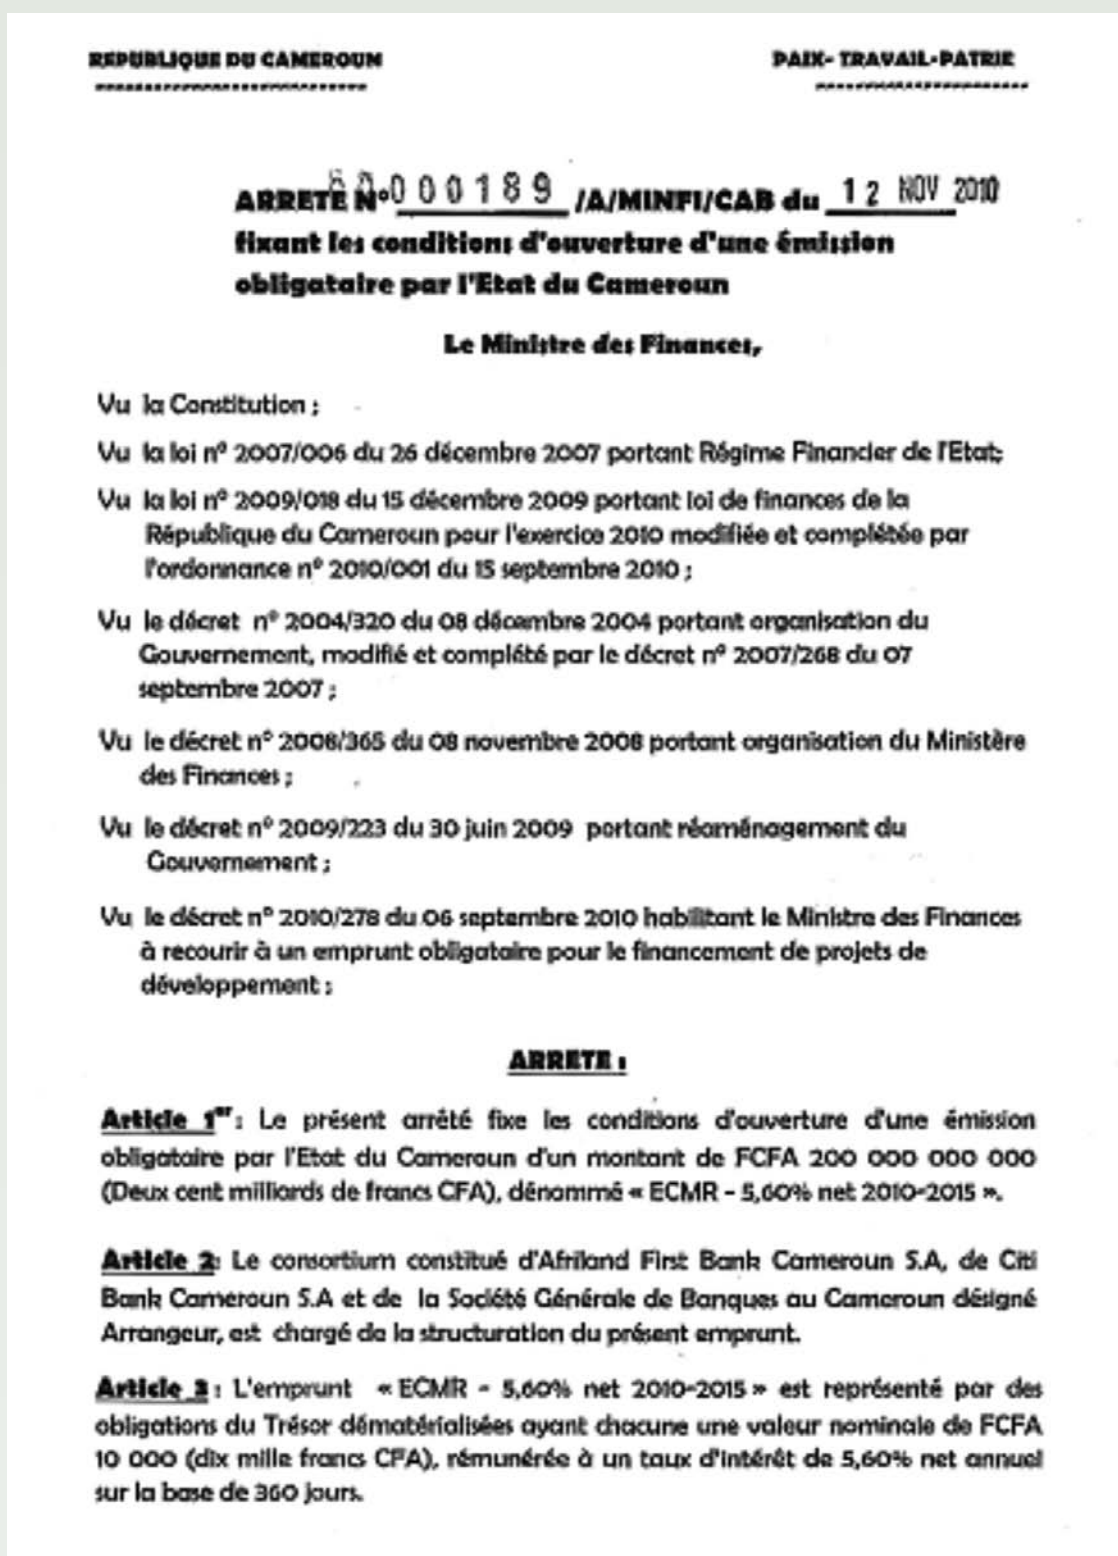 REPUBLIQUE DU CAMEROUN
PAIX- TRAVAIL-PATRIE
ARRETE N° 000189 /A/MINFI/CAB du 12 NOV 2010
fixant les conditions d'ouverture d'une émission
obligataire par l'Etat du Cameroun
Le Ministre des Finances,
Vu la Constitution ;
Vu la loi n° 2007/006 du 26 décembre 2007 portant Régime Financier de l'Etat;
Vu la loi n° 2009/018 du 15 décembre 2009 portant loi de finances de la
République du Cameroun pour l'exercice 2010 modifiée et complétée par
l'ordonnance n° 2010/001 du 15 septembre 2010 ;
Vu le décret n° 2004/320 du 08 décembre 2004 portant organisation du
Gouvernement, modifié et complété par le décret n° 2007/268 du 07
septembre 2007 ;
Vu le décret n° 2008/365 du 08 novembre 2008 portant organisation du Ministère
des Finances ;
Vu le décret n° 2009/223 du 30 juin 2009 portant réaménagement du
Gouvernement ;
Vu le décret n° 2010/278 du 06 septembre 2010 habilitant le Ministre des Finances
à recourir à un emprunt obligataire pour le financement de projets de
développement ;
ARRETE :
Article 1er : Le présent arrêté fixe les conditions d'ouverture d'une émission
obligataire par l'Etat du Cameroun d'un montant de FCFA 200 000 000 000
(Deux cent milliards de francs CFA), dénommé « ECMR - 5,60% net 2010-2015 ».
Article 2: Le consortium constitué d'Afriland First Bank Cameroun S.A, de Citi
Bank Cameroun S.A et de la Société Générale de Banques au Cameroun désigné
Arrangeur, est chargé de la structuration du présent emprunt.
Article 3 : L'emprunt « ECMR - 5,60% net 2010-2015 » est représenté par des
obligations du Trésor dématérialisées ayant chacune une valeur nominale de FCFA
10 000 (dix mille francs CFA), rémunérée à un taux d'intérêt de 5,60% net annuel
sur la base de 360 jours.